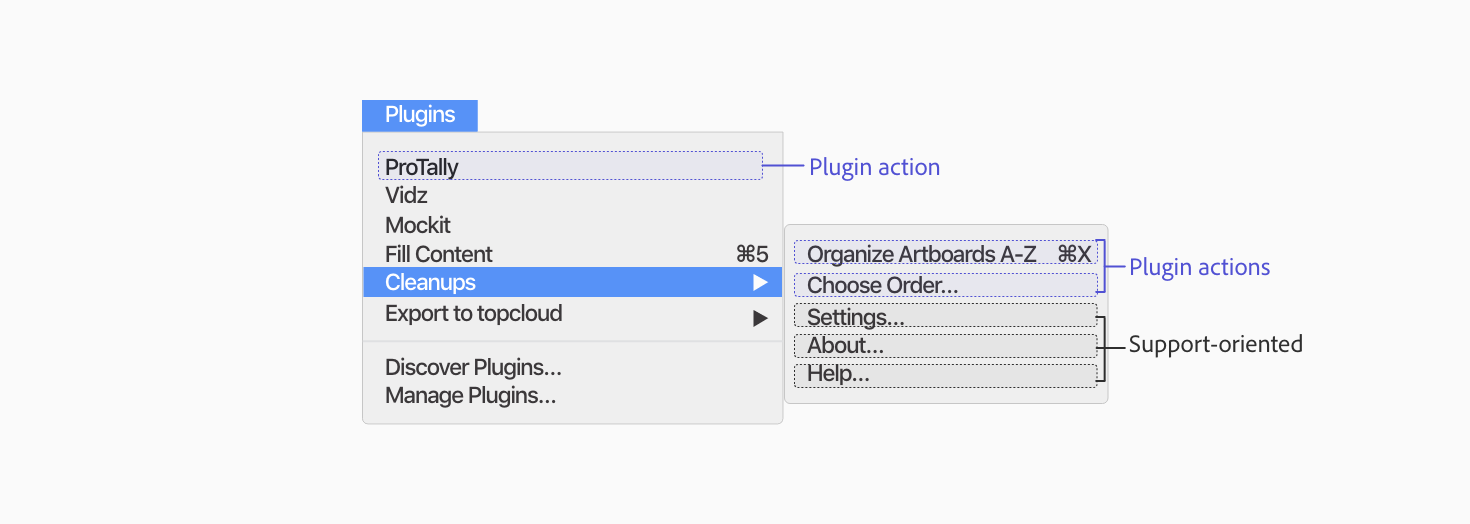 Plugins
ProTally
Plugin action
Vidz
Mockit
Fill Content ⌘5
Cleanups
Export to topcloud
Discover Plugins...
Manage Plugins...
Organize Artboards A-Z ⌘X
Choose Order...
Plugin actions
Settings...
About...
Help...
Support-oriented